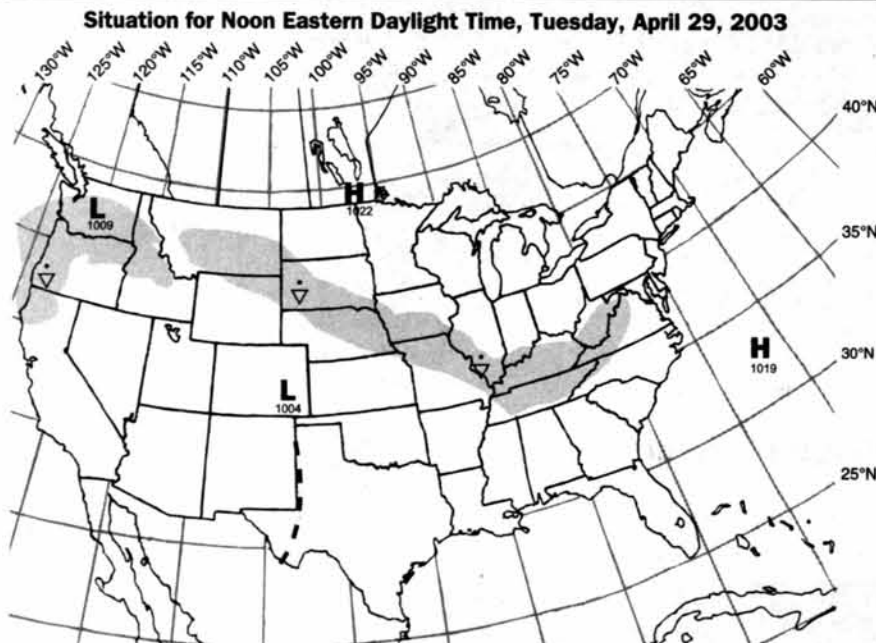 Situation for Noon Eastern Daylight Time, Tuesday, April 29, 2003
130°W
125°W
120°W
115°W
110°W
105°W
100°W
95°W
90°W
85°W
80°W
75°W
70°W
65°W
60°W
40°N
35°N
30°N
25°N
L
1009
H
1022
H
1019
L
1004